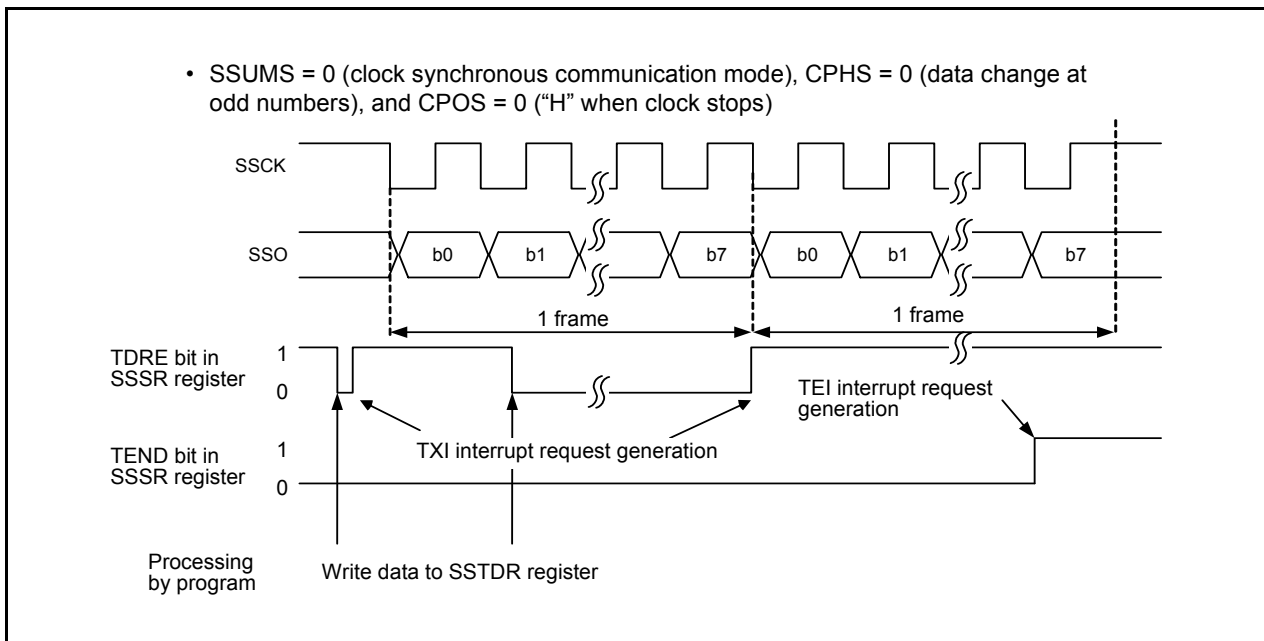 • SSUMS = 0 (clock synchronous communication mode), CPHS = 0 (data change at
odd numbers), and CPOS = 0 (“H” when clock stops)
SSCK
SSO
b0
b1
b7
b0
b1
b7
1 frame
1 frame
TDRE bit in
SSSR register
1
0
TEI interrupt request
generation
TXI interrupt request generation
TEND bit in
SSSR register
1
0
Processing
by program
Write data to SSTDR register